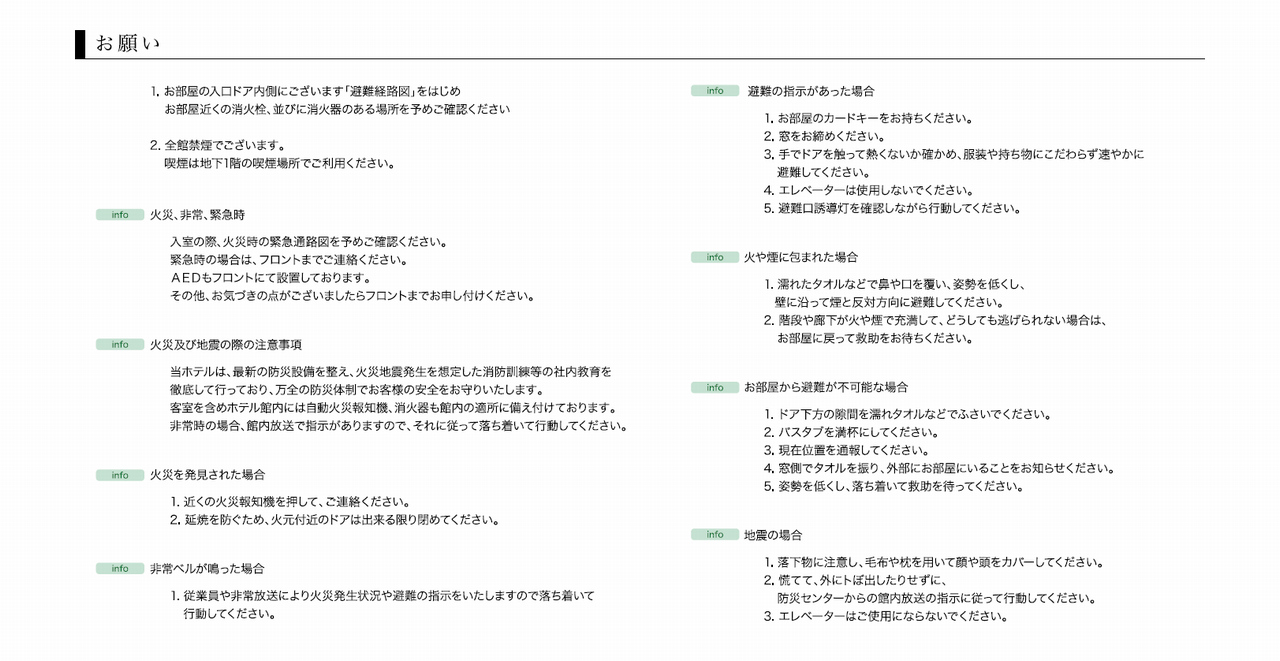 お願い
1. お部屋の入口ドア内側にございます「避難経路図」をはじめ
お部屋近くの消火栓、並びに消火器のある場所を予めご確認ください
2. 全館禁煙でございます。
喫煙は地下1階の喫煙場所でご利用ください。
info 火災、非常、緊急時
入室の際、火災時の緊急通路図を予めご確認ください。
緊急時の場合は、フロントまでご連絡ください。
ＡＥＤもフロントにて設置しております。
その他、お気づきの点がございましたらフロントまでお申し付けください。
info 火災及び地震の際の注意事項
当ホテルは、最新の防災設備を整え、火災地震発生を想定した消防訓練等の社内教育を
徹底して行っており、万全の防災体制でお客様の安全をお守りいたします。
客室を含めホテル館内には自動火災報知機、消火器も館内の適所に備え付けております。
非常時の場合、館内放送で指示がありますので、それに従って落ち着いて行動してください。
info 火災を発見された場合
1. 近くの火災報知機を押して、ご連絡ください。
2. 延焼を防ぐため、火元付近のドアは出来る限り閉めてください。
info 非常ベルが鳴った場合
1. 従業員や非常放送により火災発生状況や避難の指示をいたしますので落ち着いて
行動してください。
info 避難の指示があった場合
1. お部屋のカードキーをお持ちください。
2. 窓をお締めください。
3. 手でドアを触って熱くないか確かめ、服装や持ち物にこだわらず速やかに
避難してください。
4. エレベーターは使用しないでください。
5. 避難口誘導灯を確認しながら行動してください。
info 火や煙に包まれた場合
1. 濡れたタオルなどで鼻や口を覆い、姿勢を低くし、
壁に沿って煙と反対方向に避難してください。
2. 階段や廊下が火や煙で充満して、どうしても逃げられない場合は、
お部屋に戻って救助をお待ちください。
info お部屋から避難が不可能な場合
1. ドア下方の隙間を濡れタオルなどでふさいでください。
2. バスタブを満杯にしてください。
3. 現在位置を通報してください。
4. 窓側でタオルを振り、外部にお部屋にいることをお知らせください。
5. 姿勢を低くし、落ち着いて救助を待ってください。
info 地震の場合
1. 落下物に注意し、毛布や枕を用いて顔や頭をカバーしてください。
2. 慌てて、外にトぼ出したりせずに、
防災センターからの館内放送の指示に従って行動してください。
3. エレベーターはご使用にならないでください。